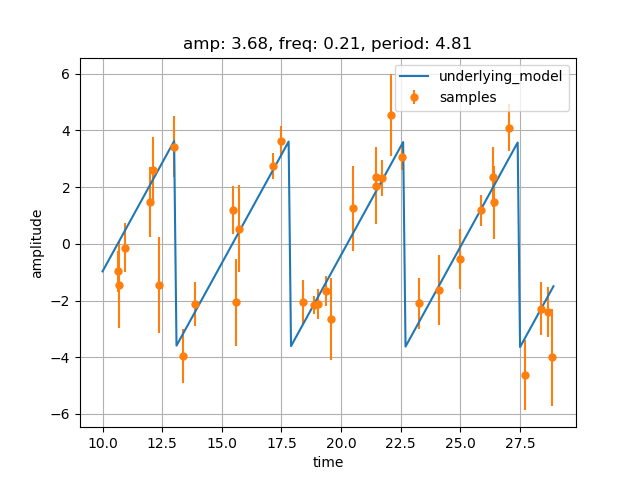 amp: 3.68, freq: 0.21, period: 4.81
underlying_model
samples
6
4
2
0
−2
−4
−6
amplitude
10.0 12.5 15.0 17.5 20.0 22.5 25.0 27.5
time